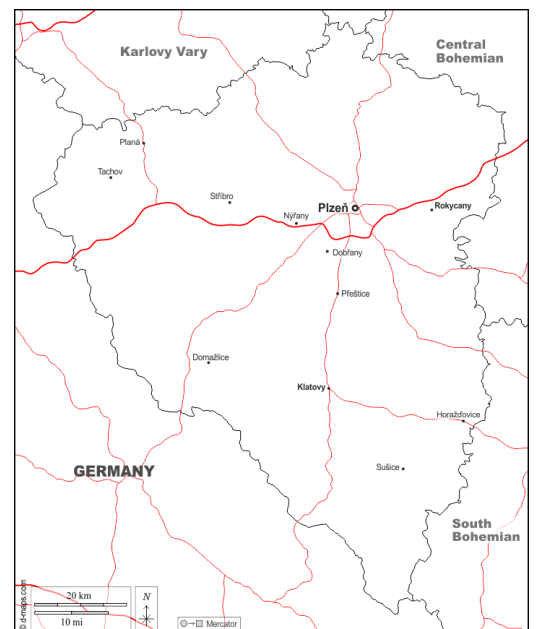 Karlovy Vary
Central
Bohemian
Planá
Tachov
Stříbro
Nýřany
Plzeň
Rokycany
Dobřany
Přeštice
Domažlice
Klatovy
Horažďovice
GERMANY
Sušice
South
Bohemian
© d-maps.com
20 km
10 mi
N
Mercator